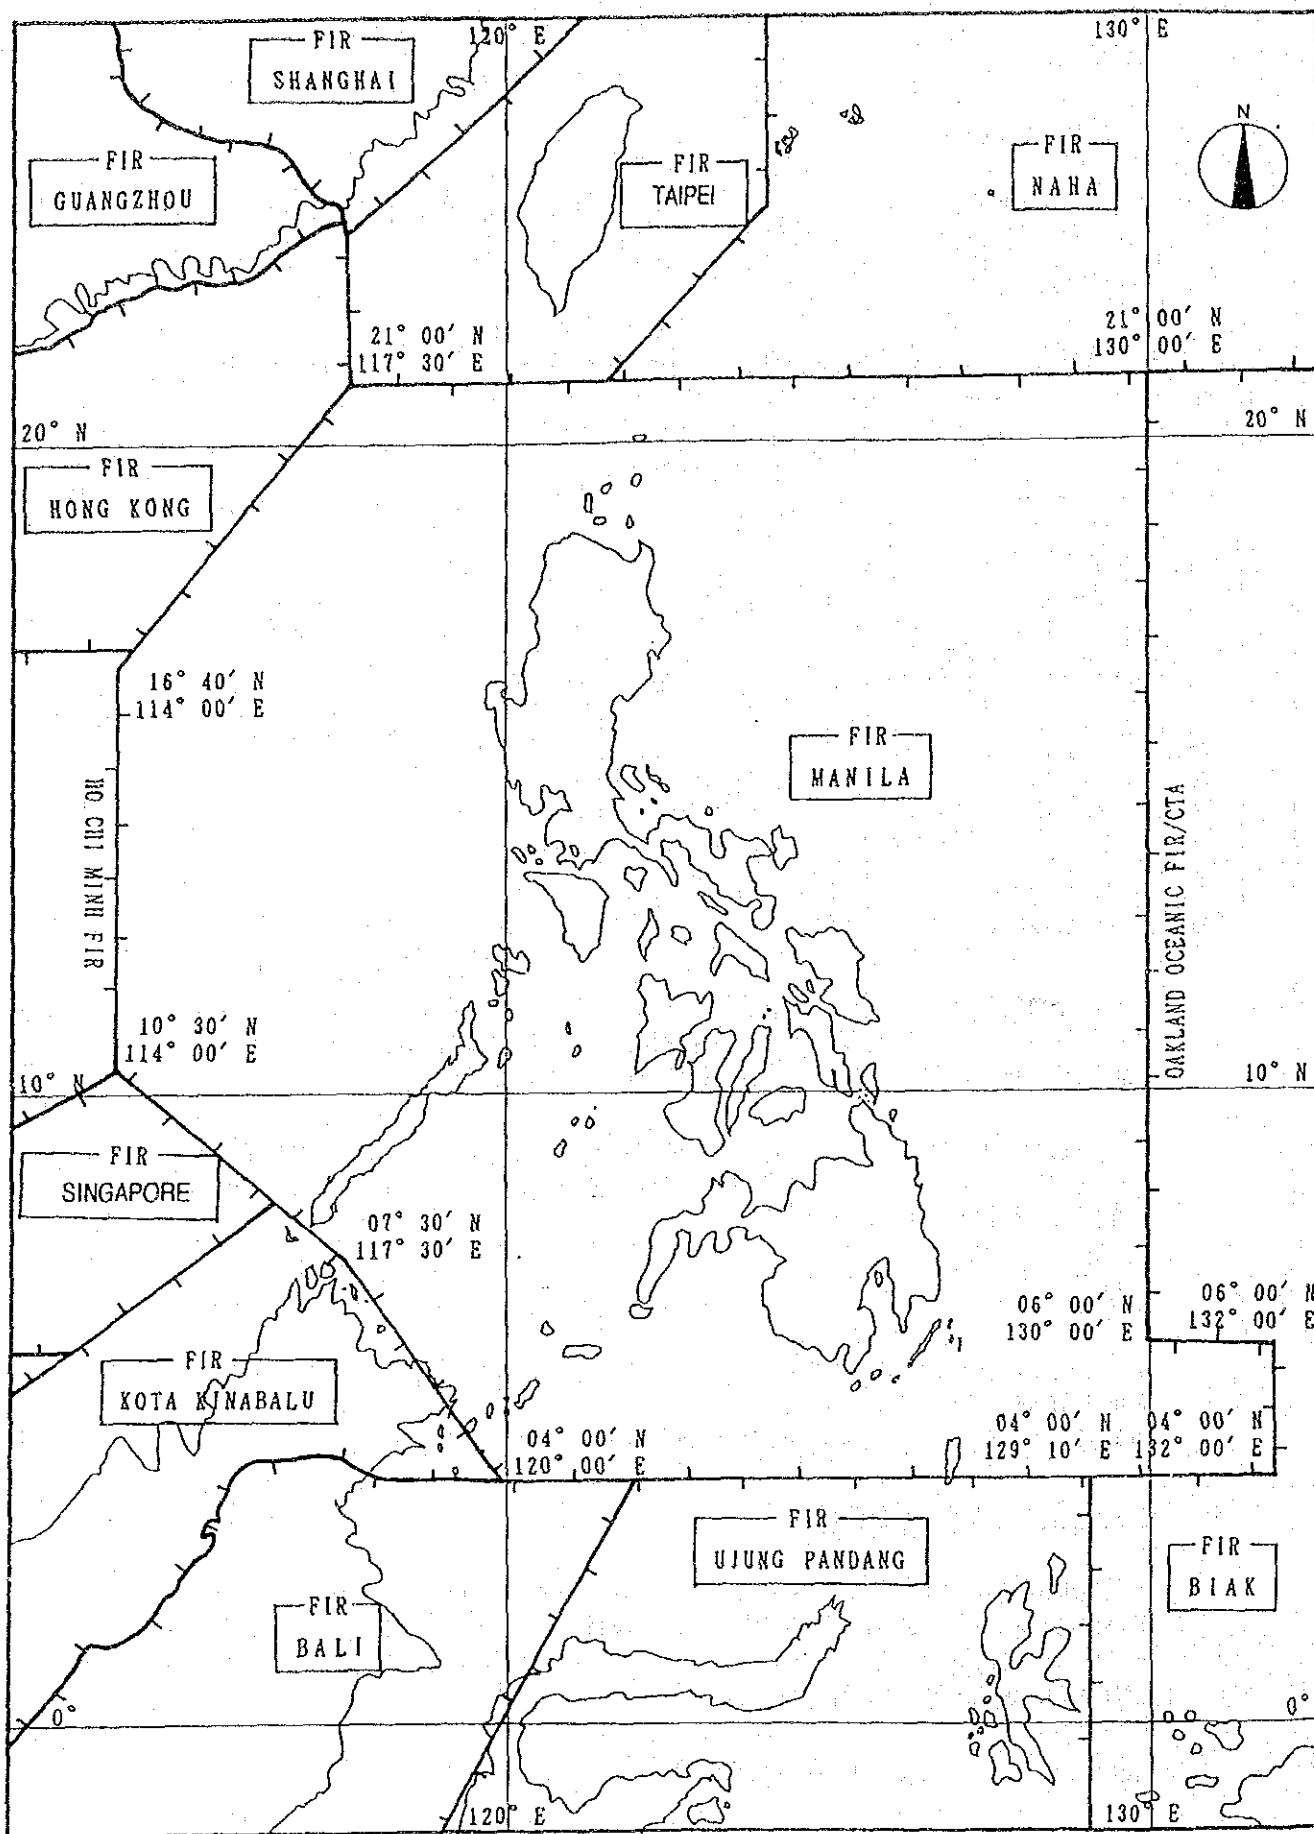 120° E
130° E
FIR
SHANGHAI
N
FIR
GUANGZHOU
FIR
TAIPEI
FIR
NAHA
21° 00′ N
117° 30′ E
21° 00′ N
130° 00′ E
20° N
20° N
FIR
HONG KONG
16° 40′ N
114° 00′ E
FIR
MANILA
HO CHI MINH FIR
OAKLAND OCEANIC FIR/CTA
10° 30′ N
114° 00′ E
10° N
10° N
FIR
SINGAPORE
07° 30′ N
117° 30′ E
06° 00′ N
130° 00′ E
06° 00′ N
132° 00′ E
FIR
KOTA KINABALU
04° 00′ N
120° 00′ E
04° 00′ N
129° 10′ E
04° 00′ N
132° 00′ E
FIR
UJUNG PANDANG
FIR
BIAK
FIR
BALI
0°
0°
120° E
130° E